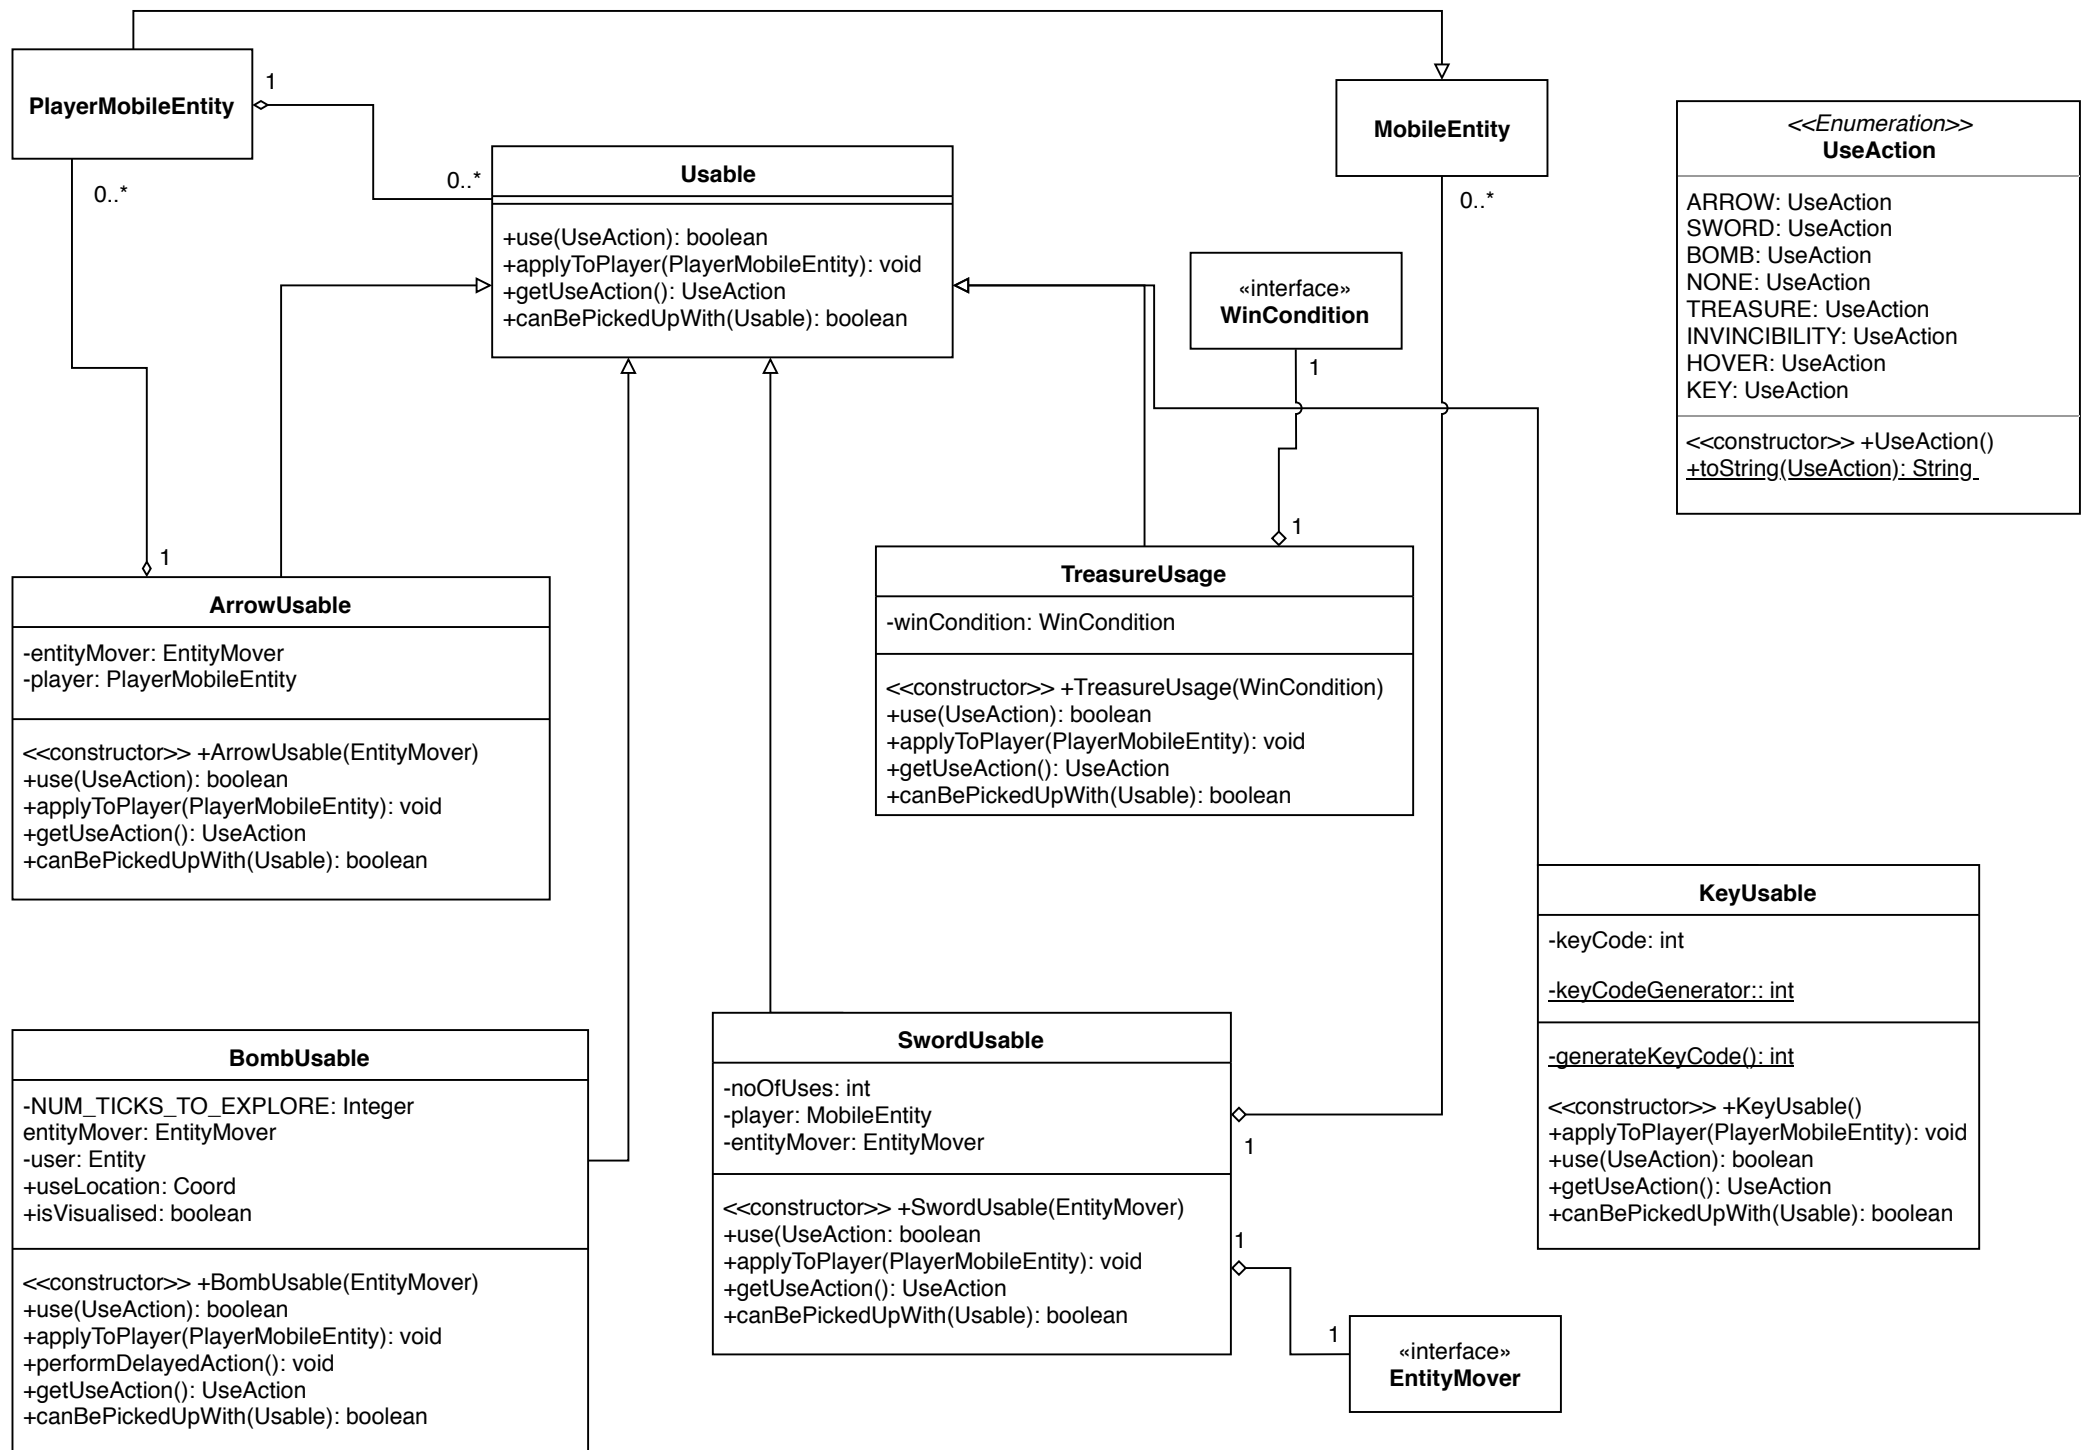 PlayerMobileEntity
1
0..*
0..*
Usable
+use(UseAction): boolean
+applyToPlayer(PlayerMobileEntity): void
+getUseAction(): UseAction
+canBePickedUpWith(Usable): boolean
MobileEntity
0..*
«interface»
WinCondition
1
<<Enumeration>>
UseAction
ARROW: UseAction
SWORD: UseAction
BOMB: UseAction
NONE: UseAction
TREASURE: UseAction
INVINCIBILITY: UseAction
HOVER: UseAction
KEY: UseAction
<<constructor>> +UseAction()
+toString(UseAction): String
1
ArrowUsable
-entityMover: EntityMover
-player: PlayerMobileEntity
<<constructor>> +ArrowUsable(EntityMover)
+use(UseAction): boolean
+applyToPlayer(PlayerMobileEntity): void
+getUseAction(): UseAction
+canBePickedUpWith(Usable): boolean
1
TreasureUsage
-winCondition: WinCondition
<<constructor>> +TreasureUsage(WinCondition)
+use(UseAction): boolean
+applyToPlayer(PlayerMobileEntity): void
+getUseAction(): UseAction
+canBePickedUpWith(Usable): boolean
KeyUsable
-keyCode: int
-keyCodeGenerator:: int
-generateKeyCode(): int
<<constructor>> +KeyUsable()
+applyToPlayer(PlayerMobileEntity): void
+use(UseAction): boolean
+getUseAction(): UseAction
+canBePickedUpWith(Usable): boolean
BombUsable
-NUM_TICKS_TO_EXPLORE: Integer
entityMover: EntityMover
-user: Entity
+useLocation: Coord
+isVisualised: boolean
<<constructor>> +BombUsable(EntityMover)
+use(UseAction): boolean
+applyToPlayer(PlayerMobileEntity): void
+performDelayedAction(): void
+getUseAction(): UseAction
+canBePickedUpWith(Usable): boolean
SwordUsable
-noOfUses: int
-player: MobileEntity
-entityMover: EntityMover
<<constructor>> +SwordUsable(EntityMover)
+use(UseAction: boolean
+applyToPlayer(PlayerMobileEntity): void
+getUseAction(): UseAction
+canBePickedUpWith(Usable): boolean
1
1
1
«interface»
EntityMover